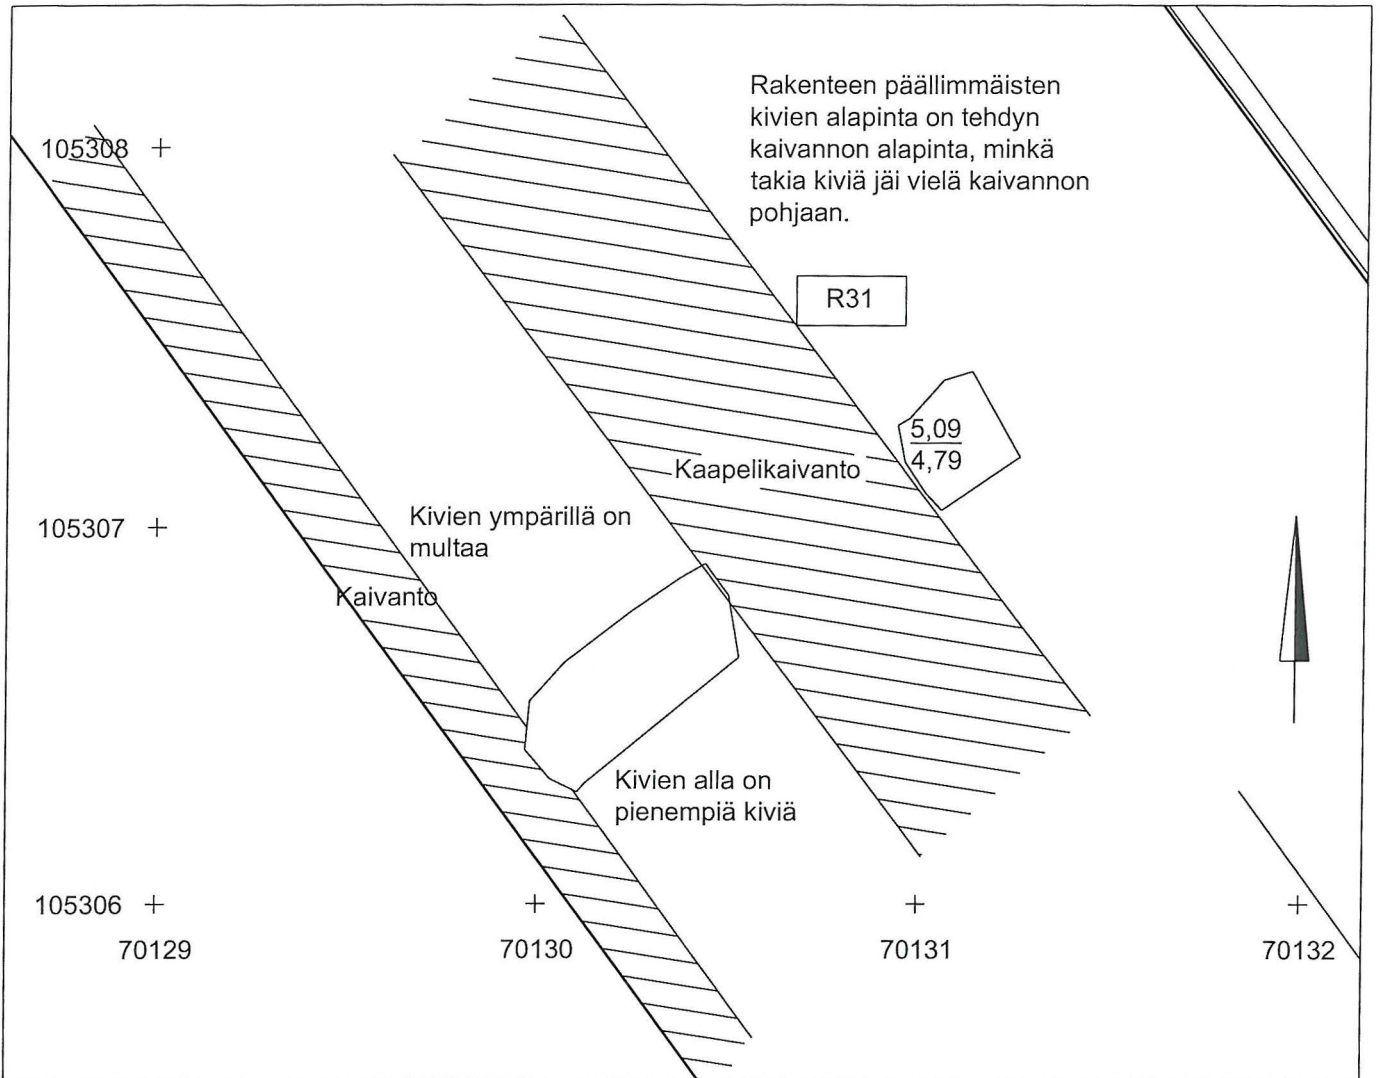 Rakenteen päällimmäisten
kivien alapinta on tehdyn
kaivannon alapinta, minkä
takia kiviä jäi vielä kaivannon
pohjaan.
105308
R31
5,09
4,79
Kaapelikaivanto
105307
Kivien ympärillä on
multaa
Kaivanto
Kivien alla on
pienempiä kiviä
105306
70129
70130
70131
70132